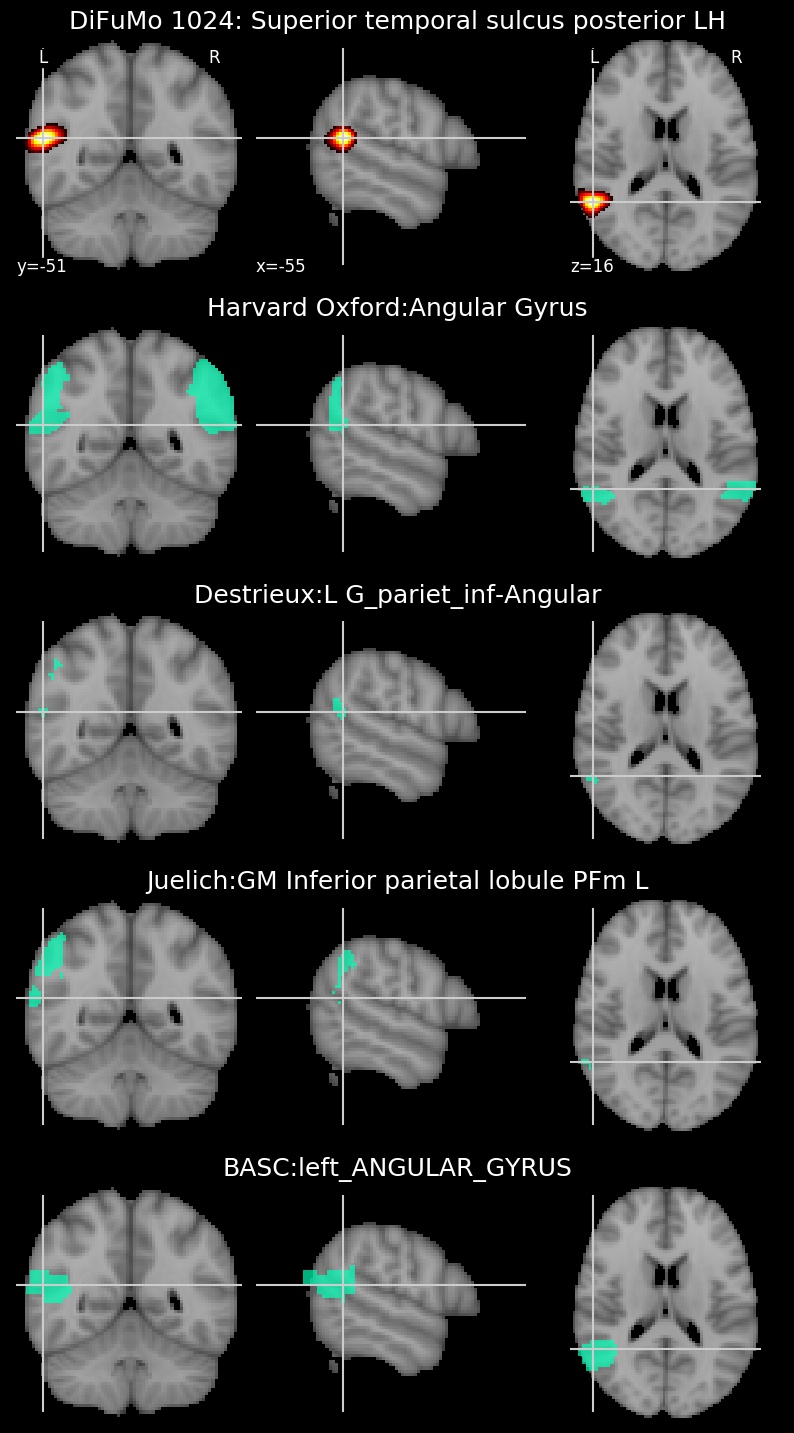 DiFuMo 1024: Superior temporal sulcus posterior LH
L R L R
y=-51 x=-55 z=16
Harvard Oxford:Angular Gyrus
Destrieux:L G_pariet_inf-Angular
Juelich:GM Inferior parietal lobule PFm L
BASC:left_ANGULAR_GYRUS